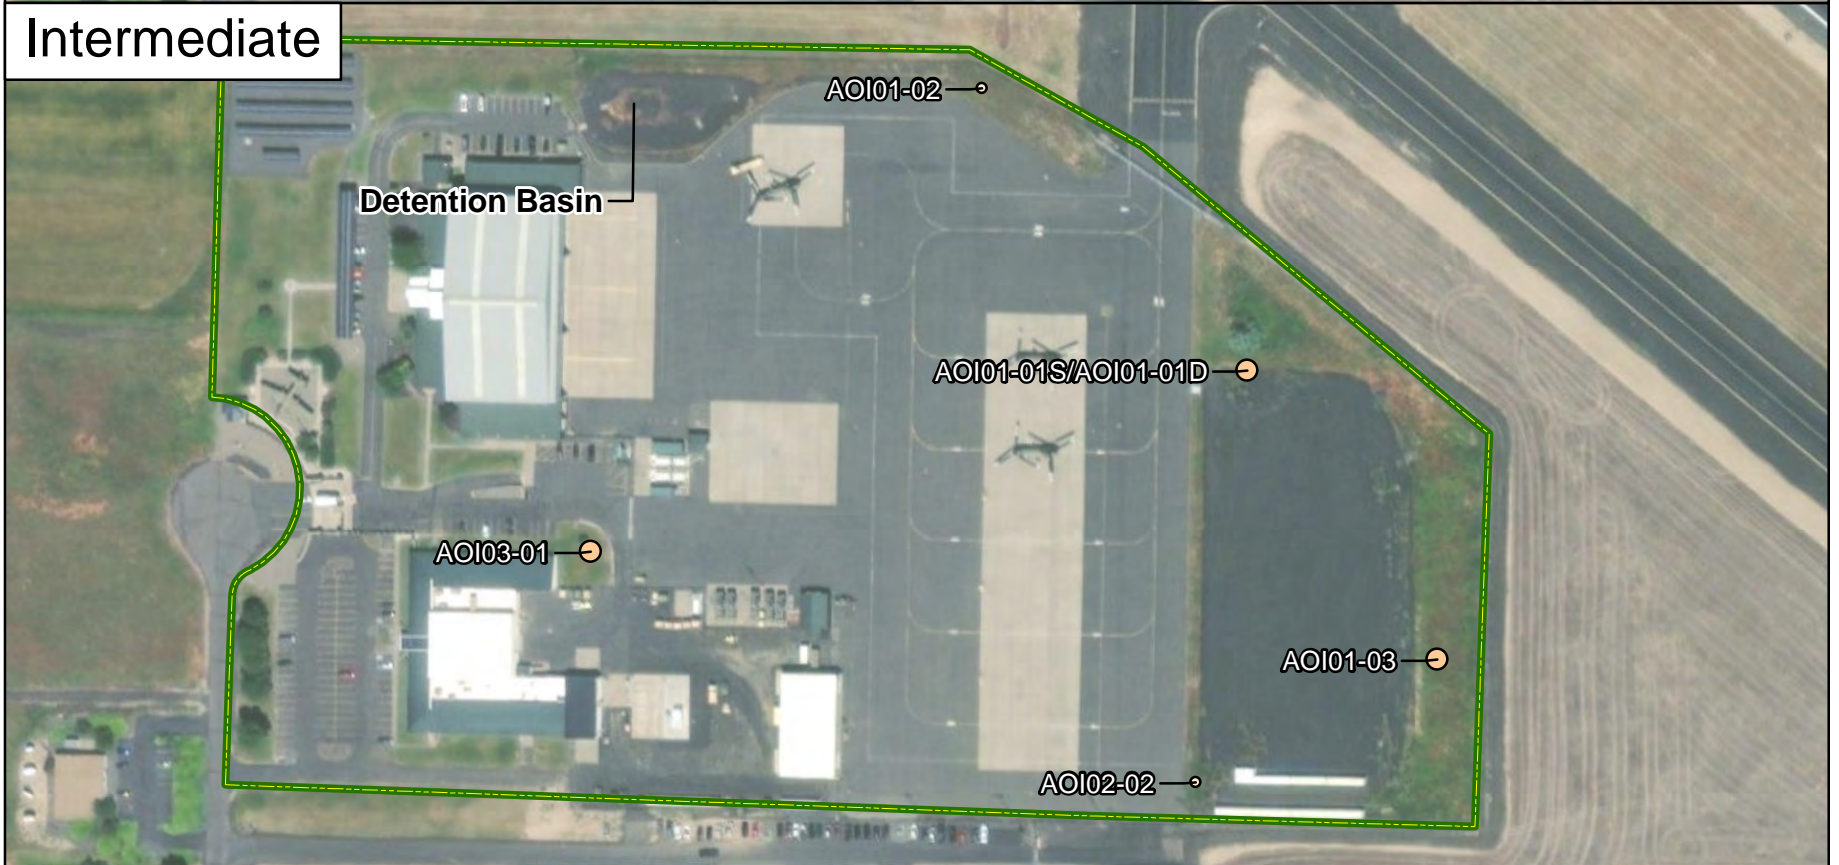 Intermediate
AOI01-02
Detention Basin
AOI01-01S/AOI01-01D
AOI03-01
AOI01-03
AOI02-02